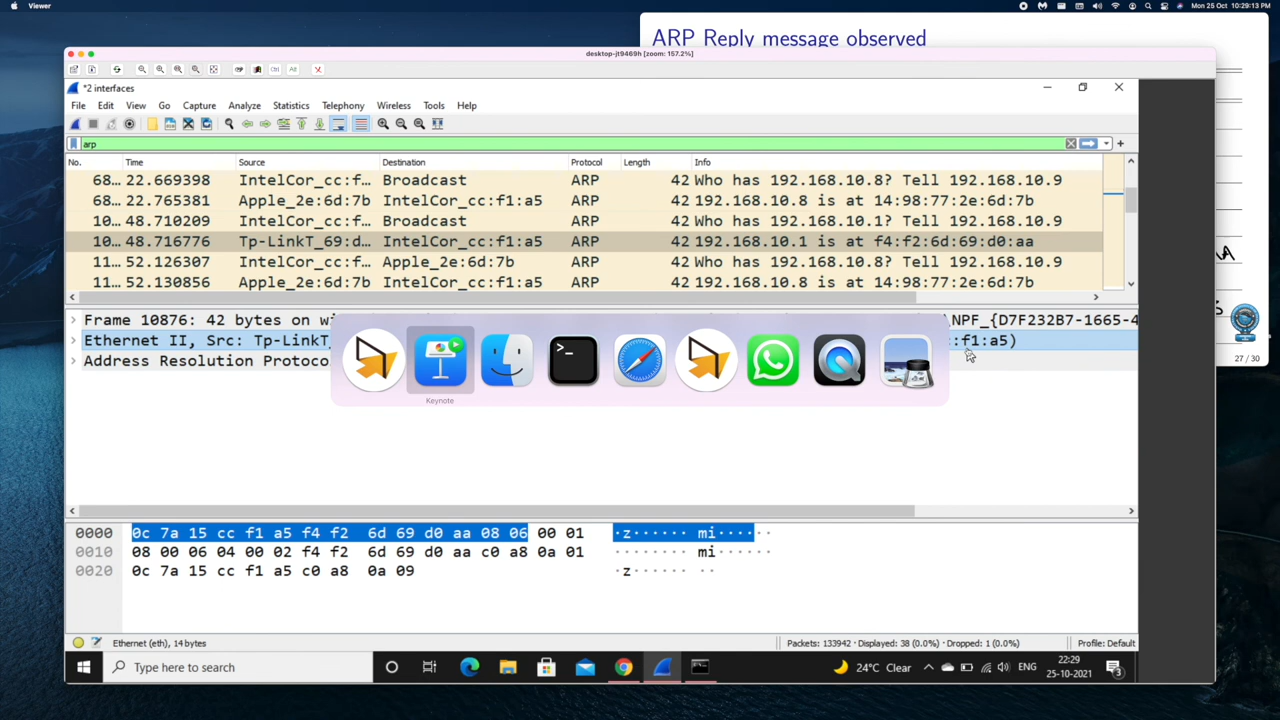 Viewer
Mon 25 Oct 10:29:13 PM
ARP Reply message observed
desktop-jt9469h [zoom: 157.2%]
Ctrl Alt
*2 interfaces
File Edit View Go Capture Analyze Statistics Telephony Wireless Tools Help
arp
No. Time Source Destination Protocol Length Info
68… 22.669398 IntelCor_cc:f… Broadcast ARP 42 Who has 192.168.10.8? Tell 192.168.10.9
68… 22.765381 Apple_2e:6d:7b IntelCor_cc:f1:a5 ARP 42 192.168.10.8 is at 14:98:77:2e:6d:7b
10… 48.710209 IntelCor_cc:f… Broadcast ARP 42 Who has 192.168.10.1? Tell 192.168.10.9
10… 48.716776 Tp-LinkT_69:d… IntelCor_cc:f1:a5 ARP 42 192.168.10.1 is at f4:f2:6d:69:d0:aa
11… 52.126307 IntelCor_cc:f… Apple_2e:6d:7b ARP 42 Who has 192.168.10.8? Tell 192.168.10.9
11… 52.130856 Apple_2e:6d:7b IntelCor_cc:f1:a5 ARP 42 192.168.10.8 is at 14:98:77:2e:6d:7b
Frame 10876: 42 bytes on wi NPF_{D7F232B7-1665-4
Ethernet II, Src: Tp-LinkT_ :f1:a5)
Address Resolution Protoco
27 / 30
Keynote
0000 0c 7a 15 cc f1 a5 f4 f2 6d 69 d0 aa 08 06 00 01 ·z······ mi······
0010 08 00 06 04 00 02 f4 f2 6d 69 d0 aa c0 a8 0a 01 ········ mi
0020 0c 7a 15 cc f1 a5 c0 a8 0a 09 ·z······ ··
Ethernet (eth), 14 bytes
Packets: 133942 · Displayed: 38 (0.0%) · Dropped: 1 (0.0%)
Profile: Default
Type here to search
24°C Clear
ENG
22:29
25-10-2021
3